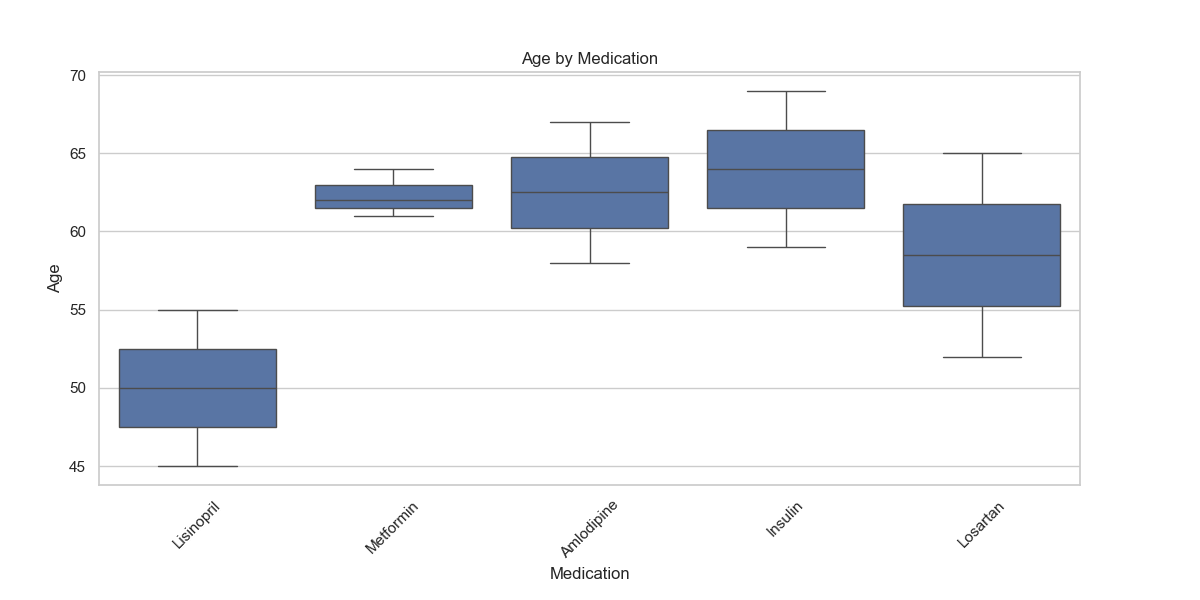 Age by Medication
70
65
60
55
50
45
Age
Lisinopril
Metformin
Amlodipine
Insulin
Losartan
Medication